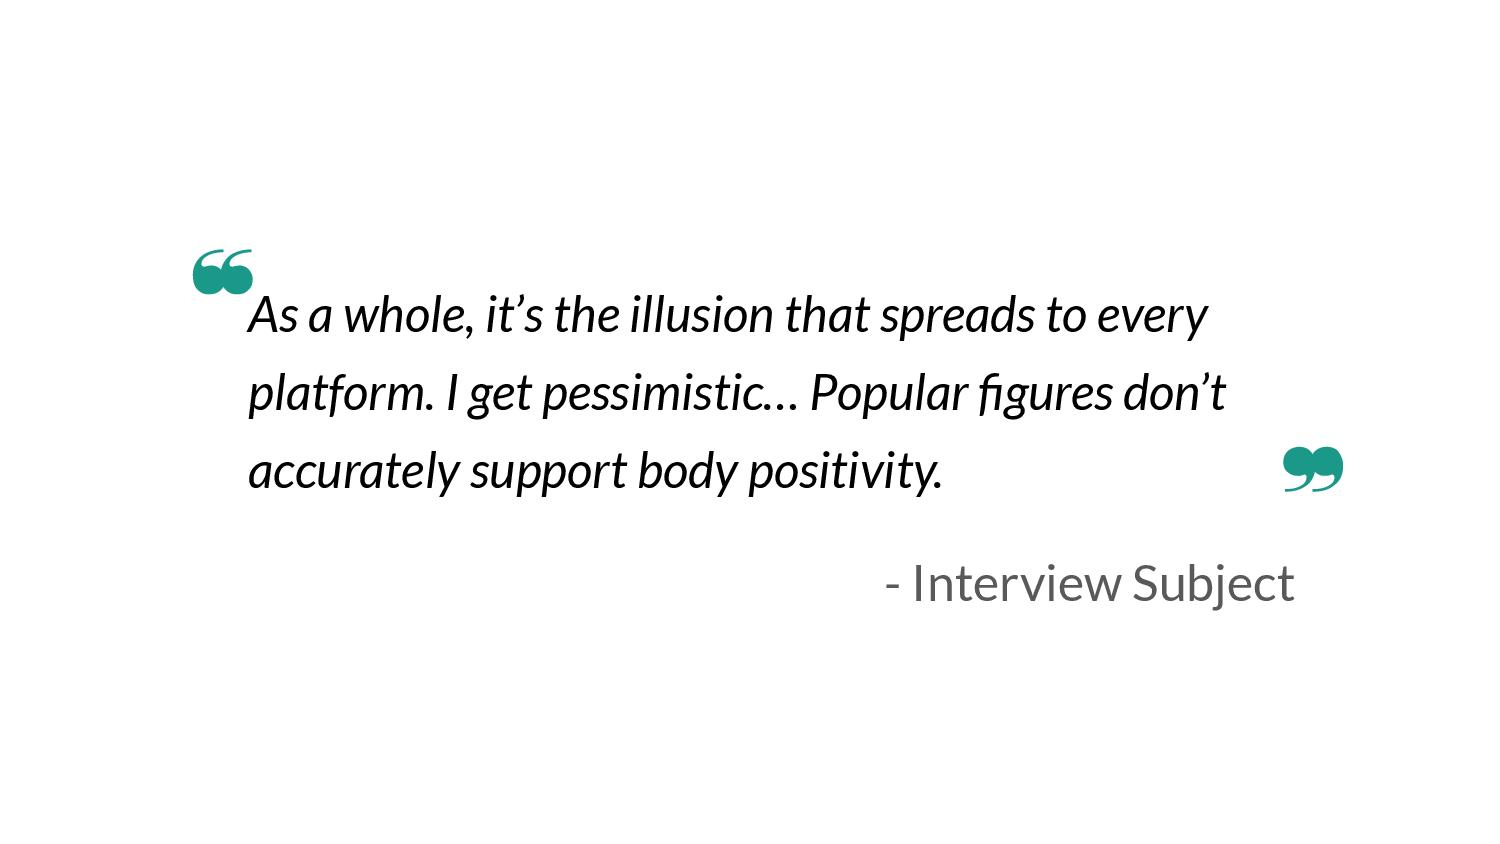 ❝As a whole, it’s the illusion that spreads to every
platform. I get pessimistic… Popular figures don’t
accurately support body positivity.❞
- Interview Subject